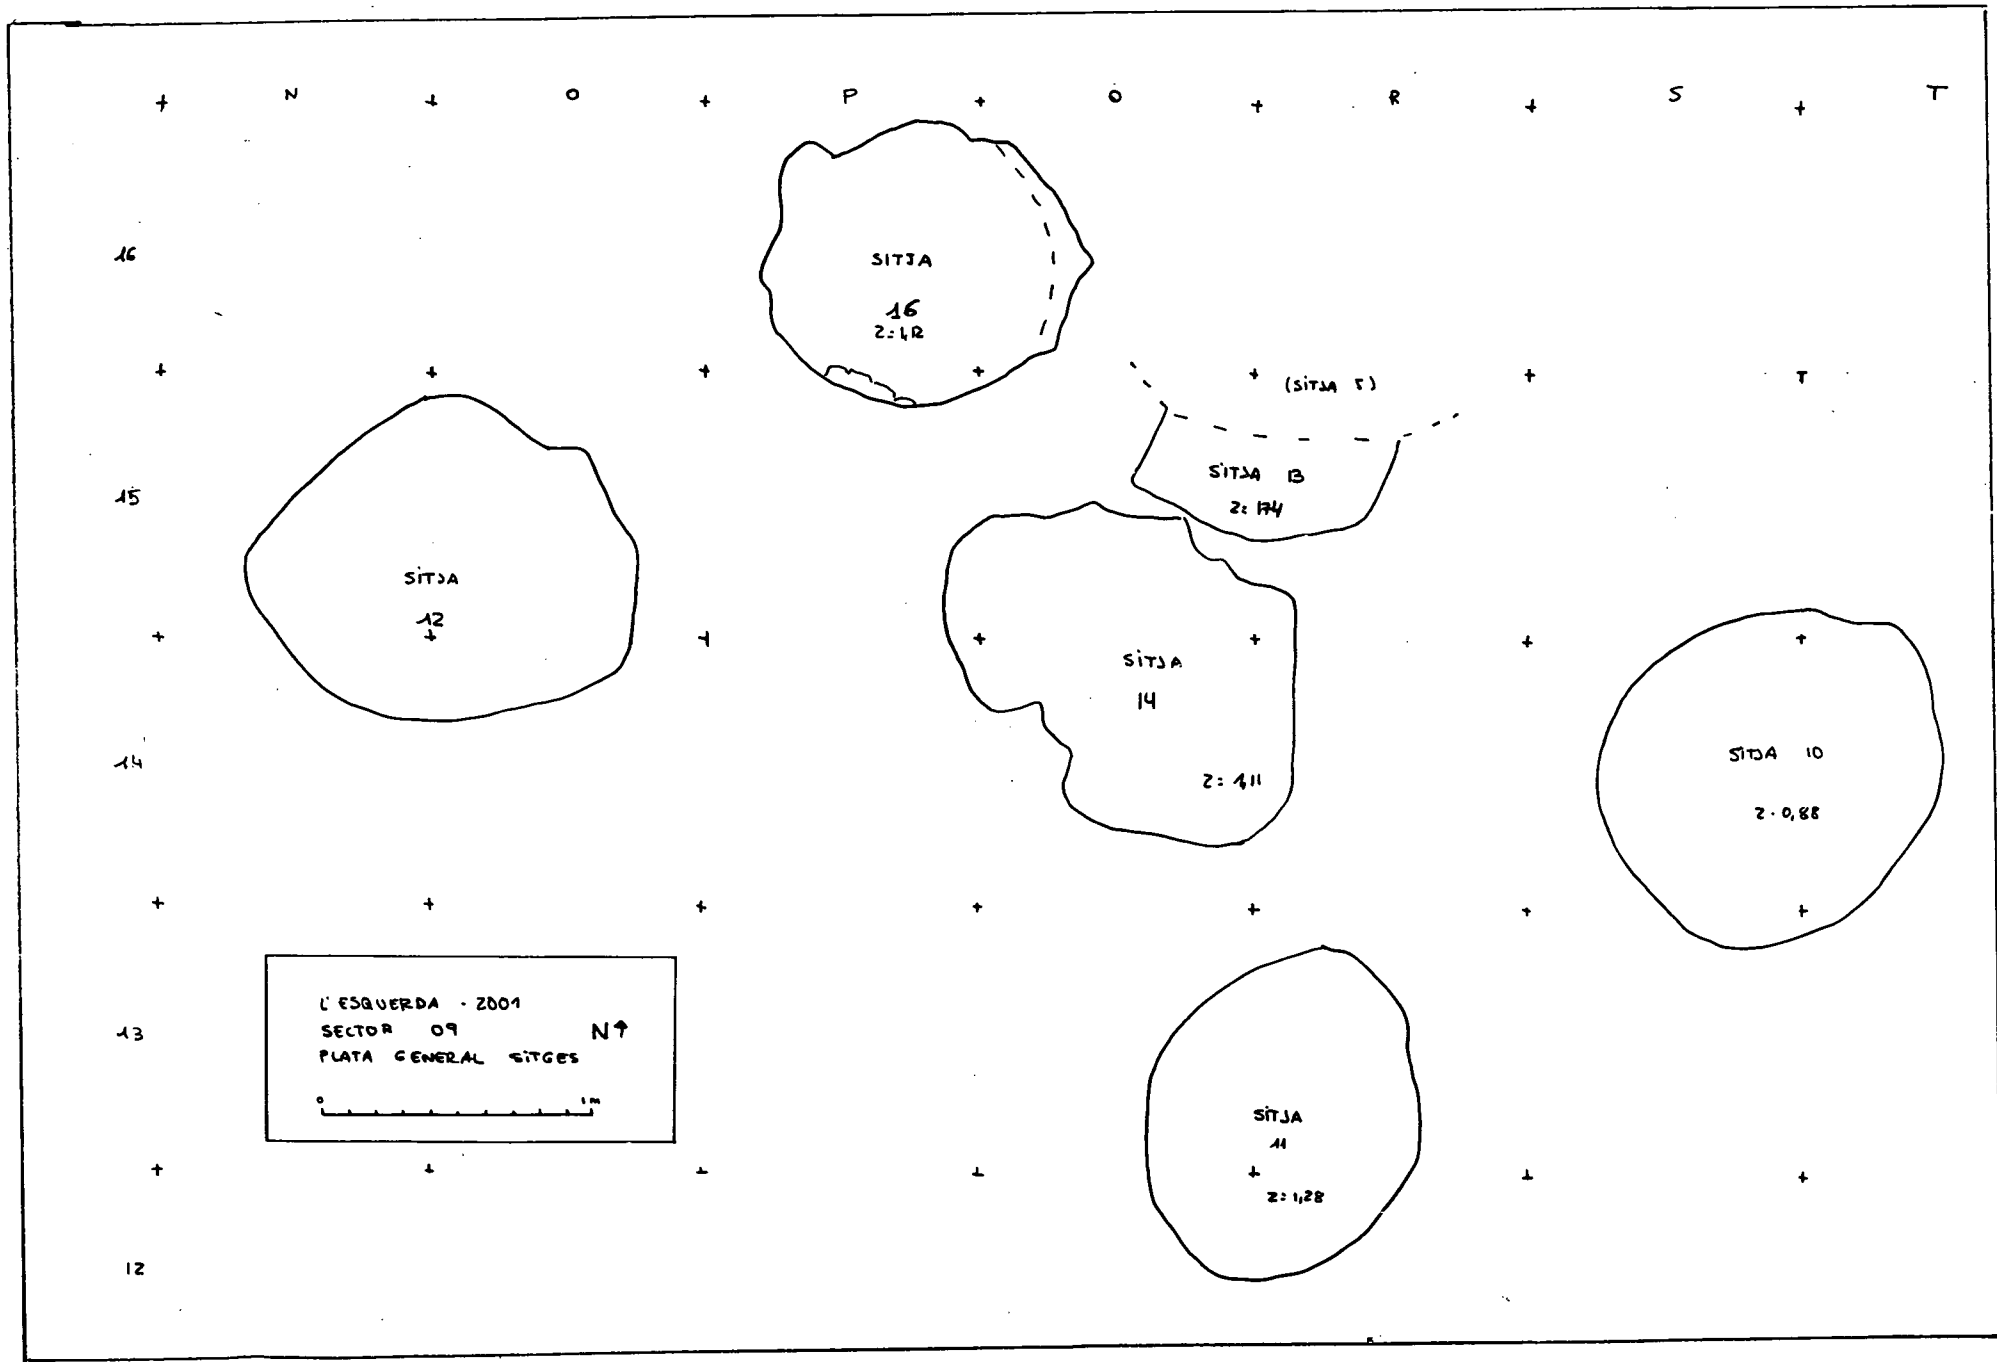 N O P Q R S T
16
SITJA
16
Z=1,12
(SITJA 5)
SITJA 13
Z=174
15
SITJA
12
SITJA
14
Z=1,11
14
SITJA 10
Z=0,88
L'ESQUERDA - 2001
SECTOR 09 N↑
PLATA GENERAL SITGES
0 1m
13
SITJA
11
Z=1,28
12